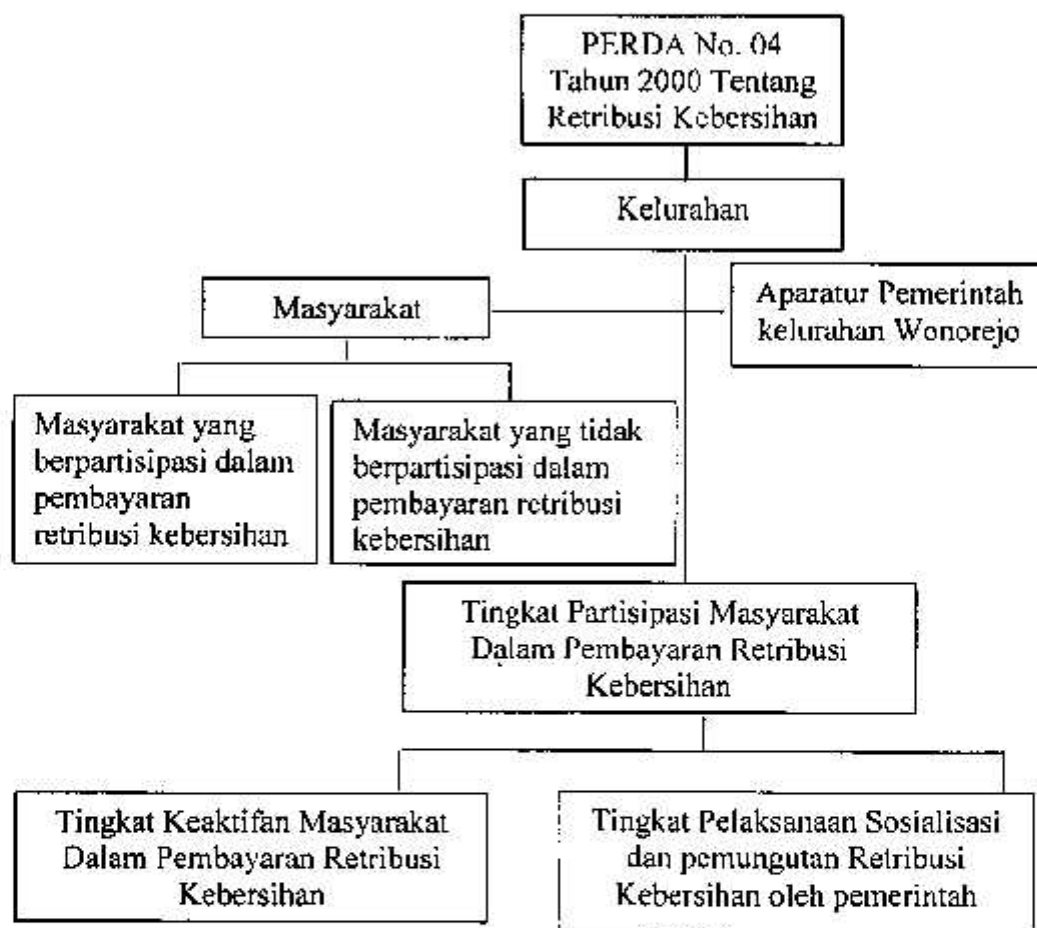 PERDA No. 04
Tahun 2000 Tentang
Retribusi Kebersihan
Kelurahan
Masyarakat
Aparatur Pemerintah
kelurahan Wonorejo
Masyarakat yang
berpartisipasi dalam
pembayaran
retribusi kebersihan
Masyarakat yang tidak
berpartisipasi dalam
pembayaran retribusi
kebersihan
Tingkat Partisipasi Masyarakat
Dalam Pembayaran Retribusi
Kebersihan
Tingkat Keaktifan Masyarakat
Dalam Pembayaran Retribusi
Kebersihan
Tingkat Pelaksanaan Sosialisasi
dan pemungutan Retribusi
Kebersihan oleh pemerintah